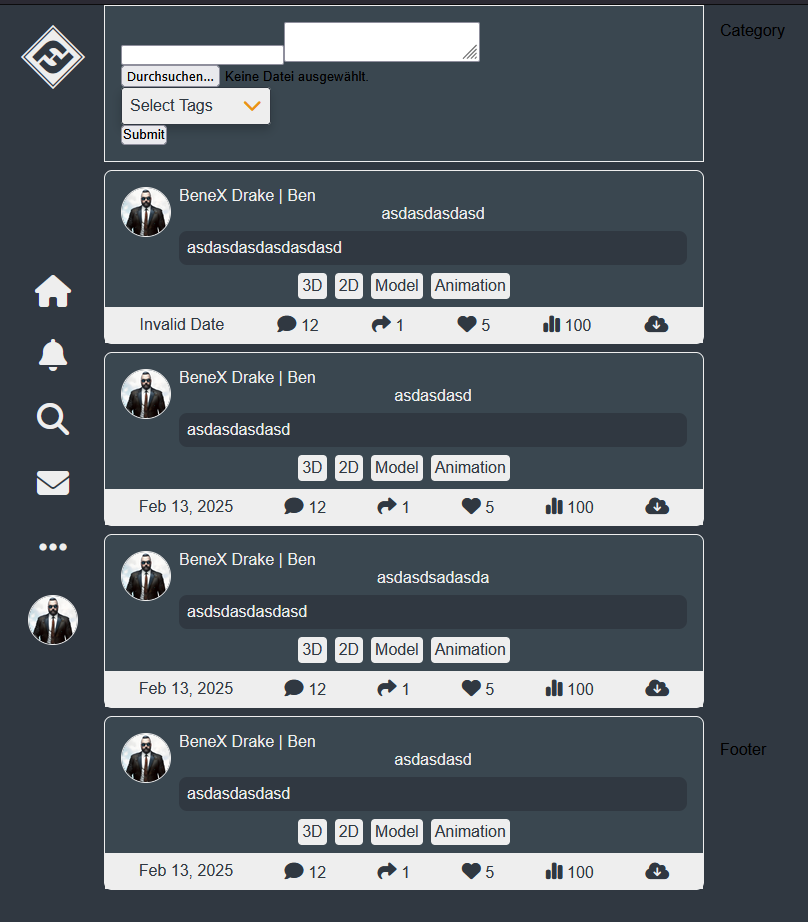 Category
Durchsuchen... Keine Datei ausgewählt.
Select Tags
Submit
BeneX Drake | Ben
asdasdasdasd
asdasdasdasdasdasd
3D 2D Model Animation
Invalid Date 12 1 5 100
BeneX Drake | Ben
asdasdasd
asdasdasdasd
3D 2D Model Animation
Feb 13, 2025 12 1 5 100
BeneX Drake | Ben
asdasdsadasda
asdsdasdasdasd
3D 2D Model Animation
Feb 13, 2025 12 1 5 100
BeneX Drake | Ben
Footer
asdasdasd
asdasdasdasd
3D 2D Model Animation
Feb 13, 2025 12 1 5 100